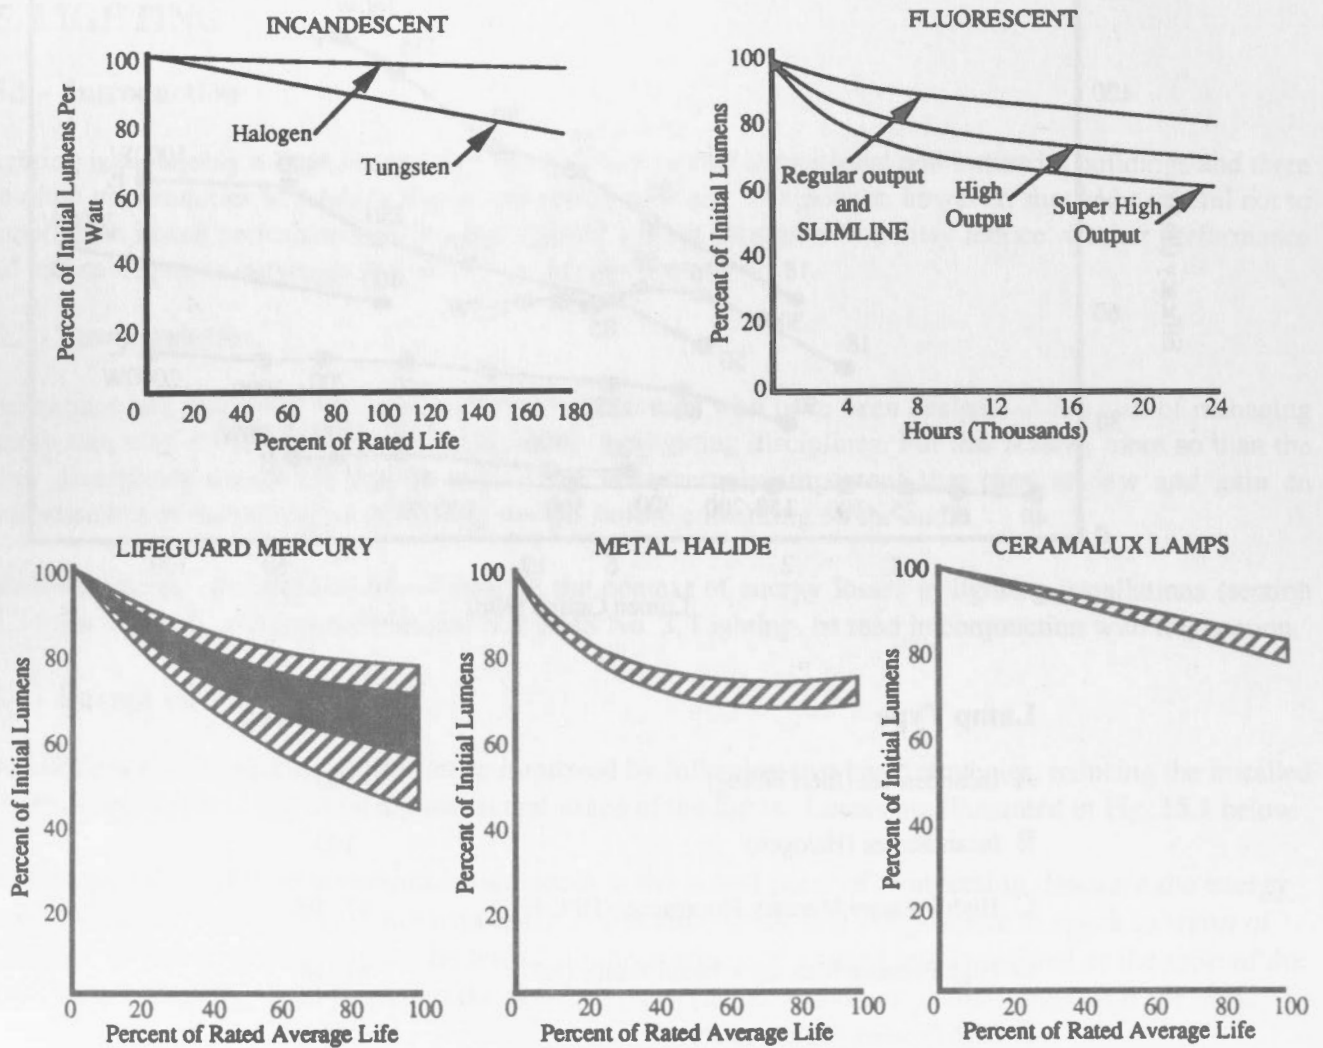 INCANDESCENT
Percent of Initial Lumens Per
Watt
100
80
60
40
20
Halogen
Tungsten
0 20 40 60 80 100 120 140 160 180
Percent of Rated Life
FLUORESCENT
Percent of Initial Lumens
100
80
60
40
20
0
Regular output
and
SLIMLINE
High
Output
Super High
Output
4 8 12 16 20 24
Hours (Thousands)
LIFEGUARD MERCURY
Percent of Initial Lumens
100
80
60
40
20
0 20 40 60 80 100
Percent of Rated Average Life
METAL HALIDE
Percent of Initial Lumens
100
80
60
40
20
0 20 40 60 80 100
Percent of Rated Average Life
CERAMALUX LAMPS
Percent of Initial Lumens
100
80
60
40
20
0 20 40 60 80 100
Percent of Rated Average Life